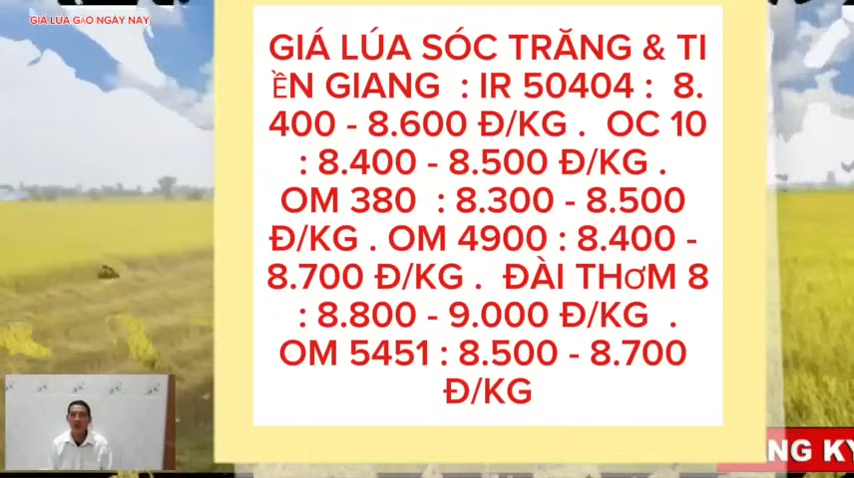 GIÁ LÚA GẠO NGÀY NAY
GIÁ LÚA SÓC TRĂNG & TI
ỀN GIANG : IR 50404 : 8.
400 - 8.600 Đ/KG . OC 10
: 8.400 - 8.500 Đ/KG .
OM 380 : 8.300 - 8.500
Đ/KG . OM 4900 : 8.400 -
8.700 Đ/KG . ĐÀI THƠM 8
: 8.800 - 9.000 Đ/KG .
OM 5451 : 8.500 - 8.700
Đ/KG